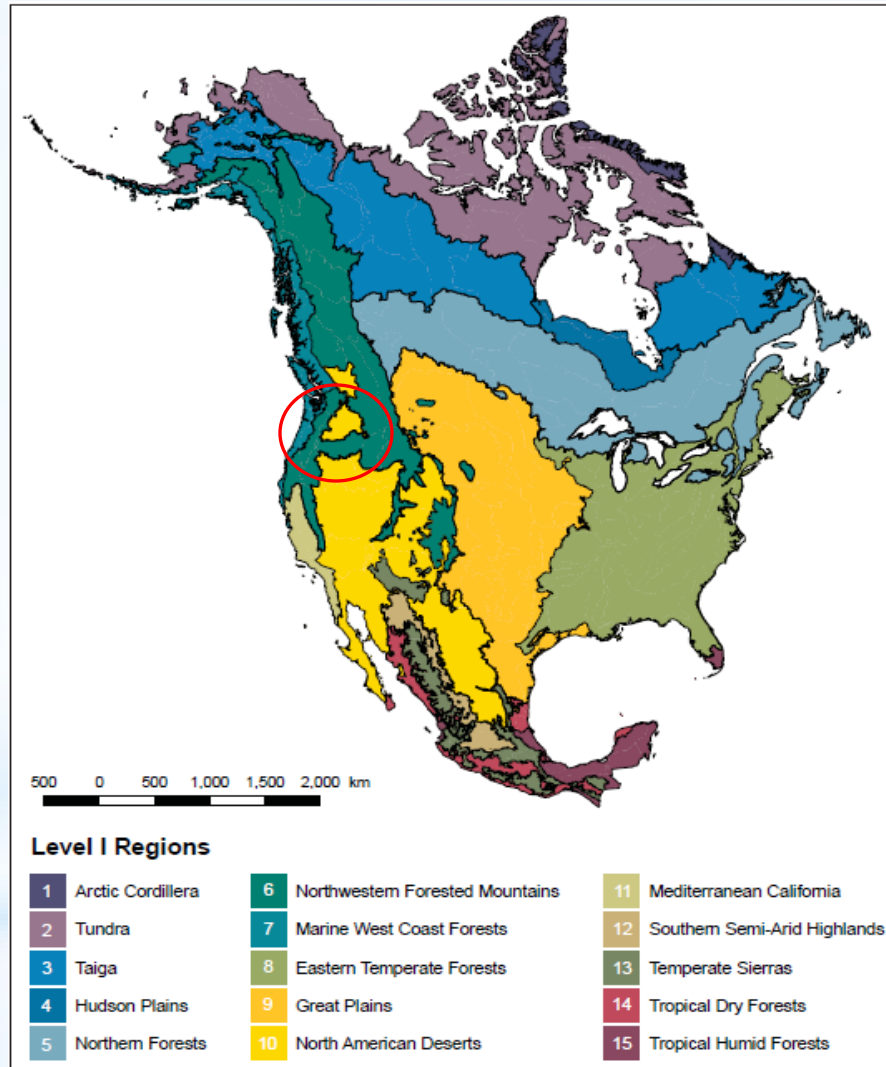 500 0 500 1,000 1,500 2,000 km
Level I Regions
1 Arctic Cordillera
2 Tundra
3 Taiga
4 Hudson Plains
5 Northern Forests
6 Northwestern Forested Mountains
7 Marine West Coast Forests
8 Eastern Temperate Forests
9 Great Plains
10 North American Deserts
11 Mediterranean California
12 Southern Semi-Arid Highlands
13 Temperate Sierras
14 Tropical Dry Forests
15 Tropical Humid Forests